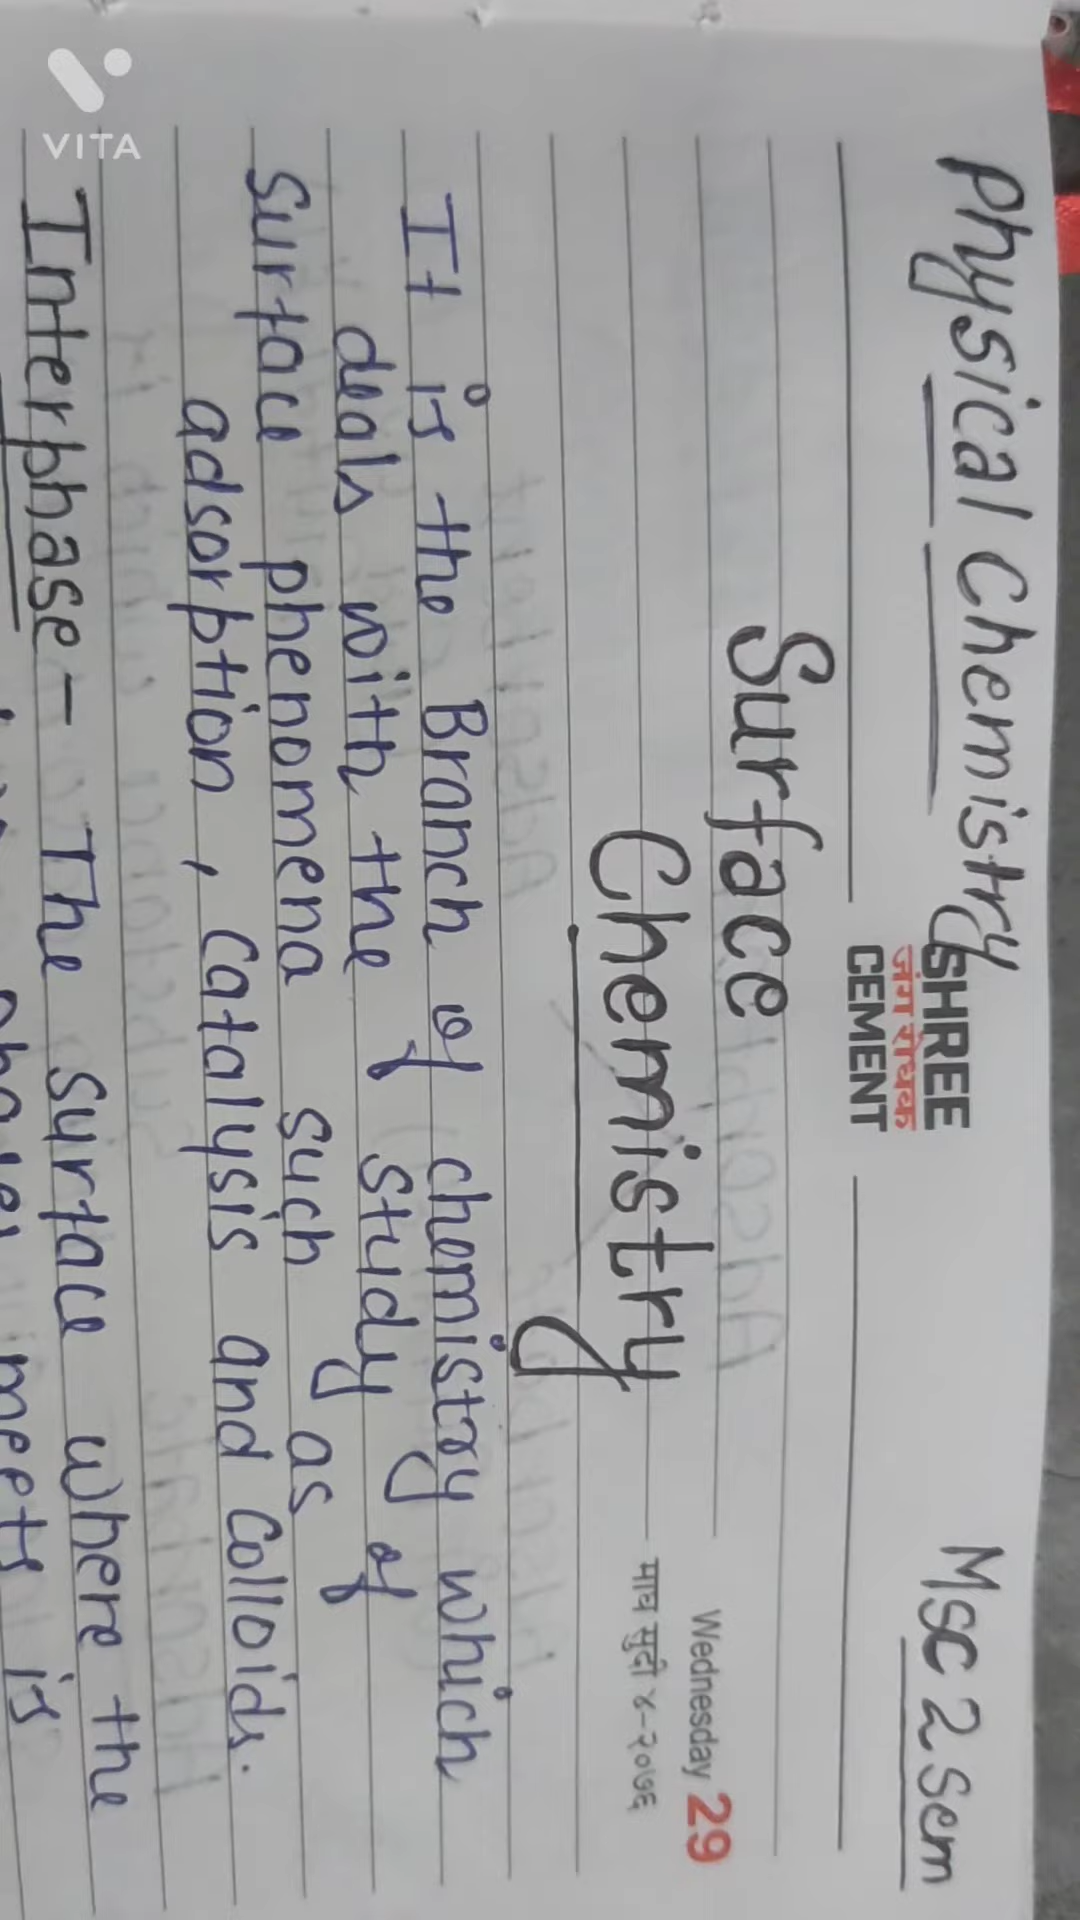 Physical Chemistry
MSC 2 Sem
SHREE
जंग रोधक
CEMENT
Wednesday 29
माघ सुदी ४-२०७६
Surface
Chemistry
It is the Branch of chemistry which
deals with the study of
Surface phenomena such as
adsorption, Catalysis and Colloids.
Interphase - The surface where the
meets is
VITA